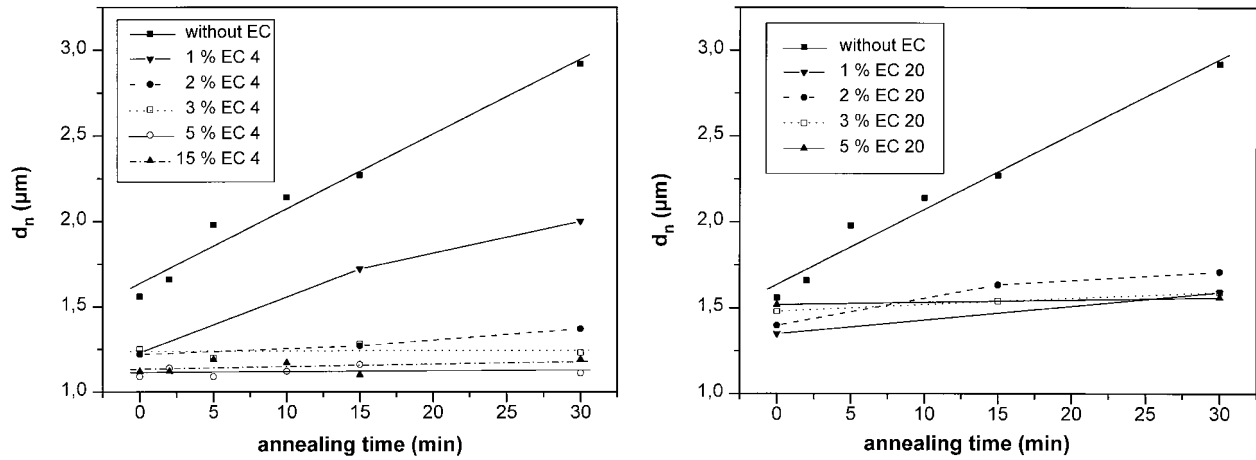 without EC
1 % EC 4
2 % EC 4
3 % EC 4
5 % EC 4
15 % EC 4
3,0
2,5
2,0
1,5
1,0
dn (µm)
0
5
10
15
20
25
30
annealing time (min)
without EC
1 % EC 20
2 % EC 20
3 % EC 20
5 % EC 20
3,0
2,5
2,0
1,5
1,0
dn (µm)
0
5
10
15
20
25
30
annealing time (min)